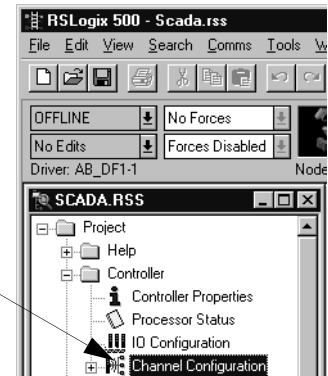 RSLogix 500 - Scada.rss
File Edit View Search Comms Tools
OFFLINE No Forces
No Edits Forces Disabled
Driver: AB_DF1-1 Node
SCADA.RSS
Project
Help
Controller
Controller Properties
Processor Status
IO Configuration
Channel Configuration